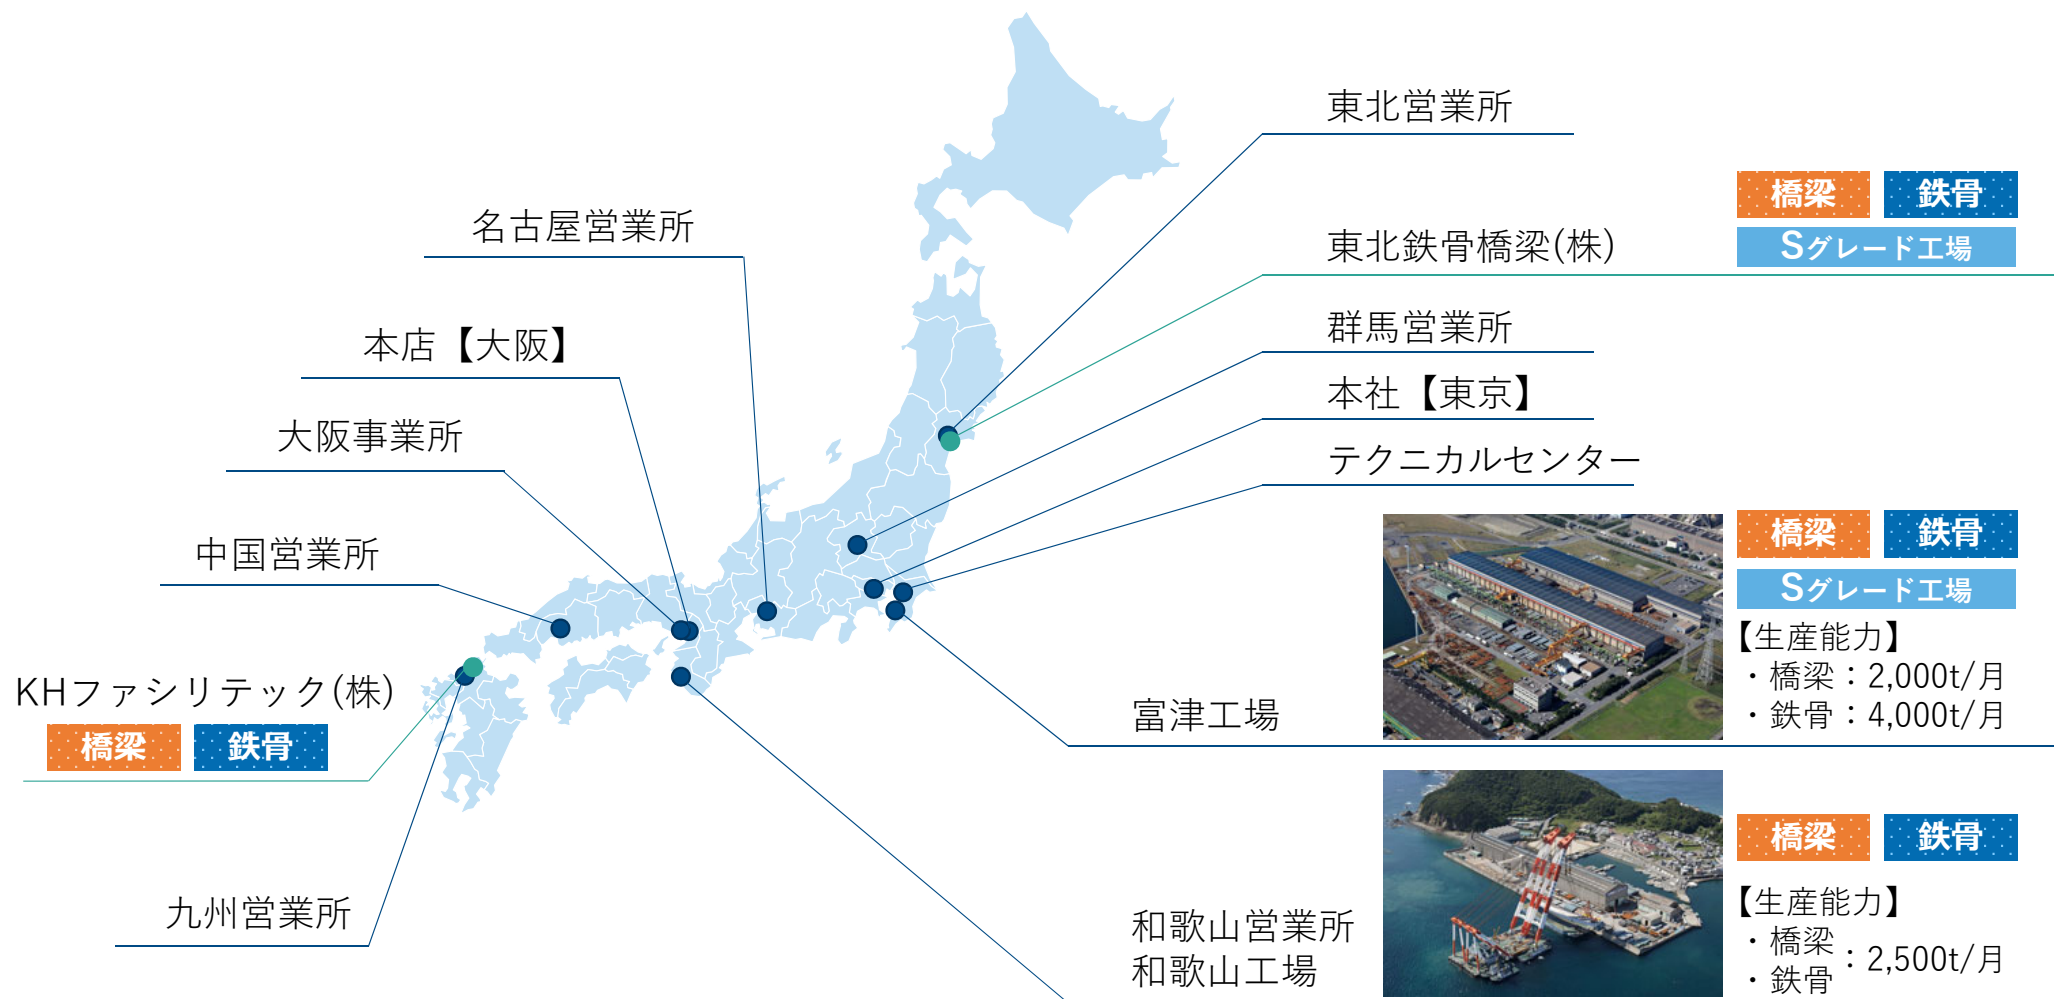 東北営業所
橋梁 鉄骨
Sグレード工場
東北鉄骨橋梁(株)
名古屋営業所
群馬営業所
本店【大阪】
本社【東京】
大阪事業所
テクニカルセンター
中国営業所
橋梁 鉄骨
Sグレード工場
【生産能力】
・橋梁：2,000t/月
・鉄骨：4,000t/月
富津工場
KHファシリテック(株)
橋梁 鉄骨
九州営業所
和歌山営業所
和歌山工場
橋梁 鉄骨
【生産能力】
・橋梁
・鉄骨
：2,500t/月